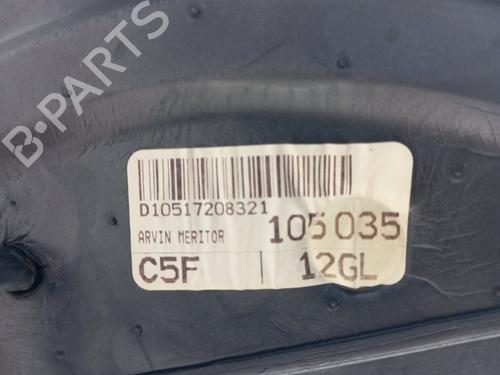 B-PARTS
D10517208321
ARVIN MERITOR 105035
C5F | 12GL